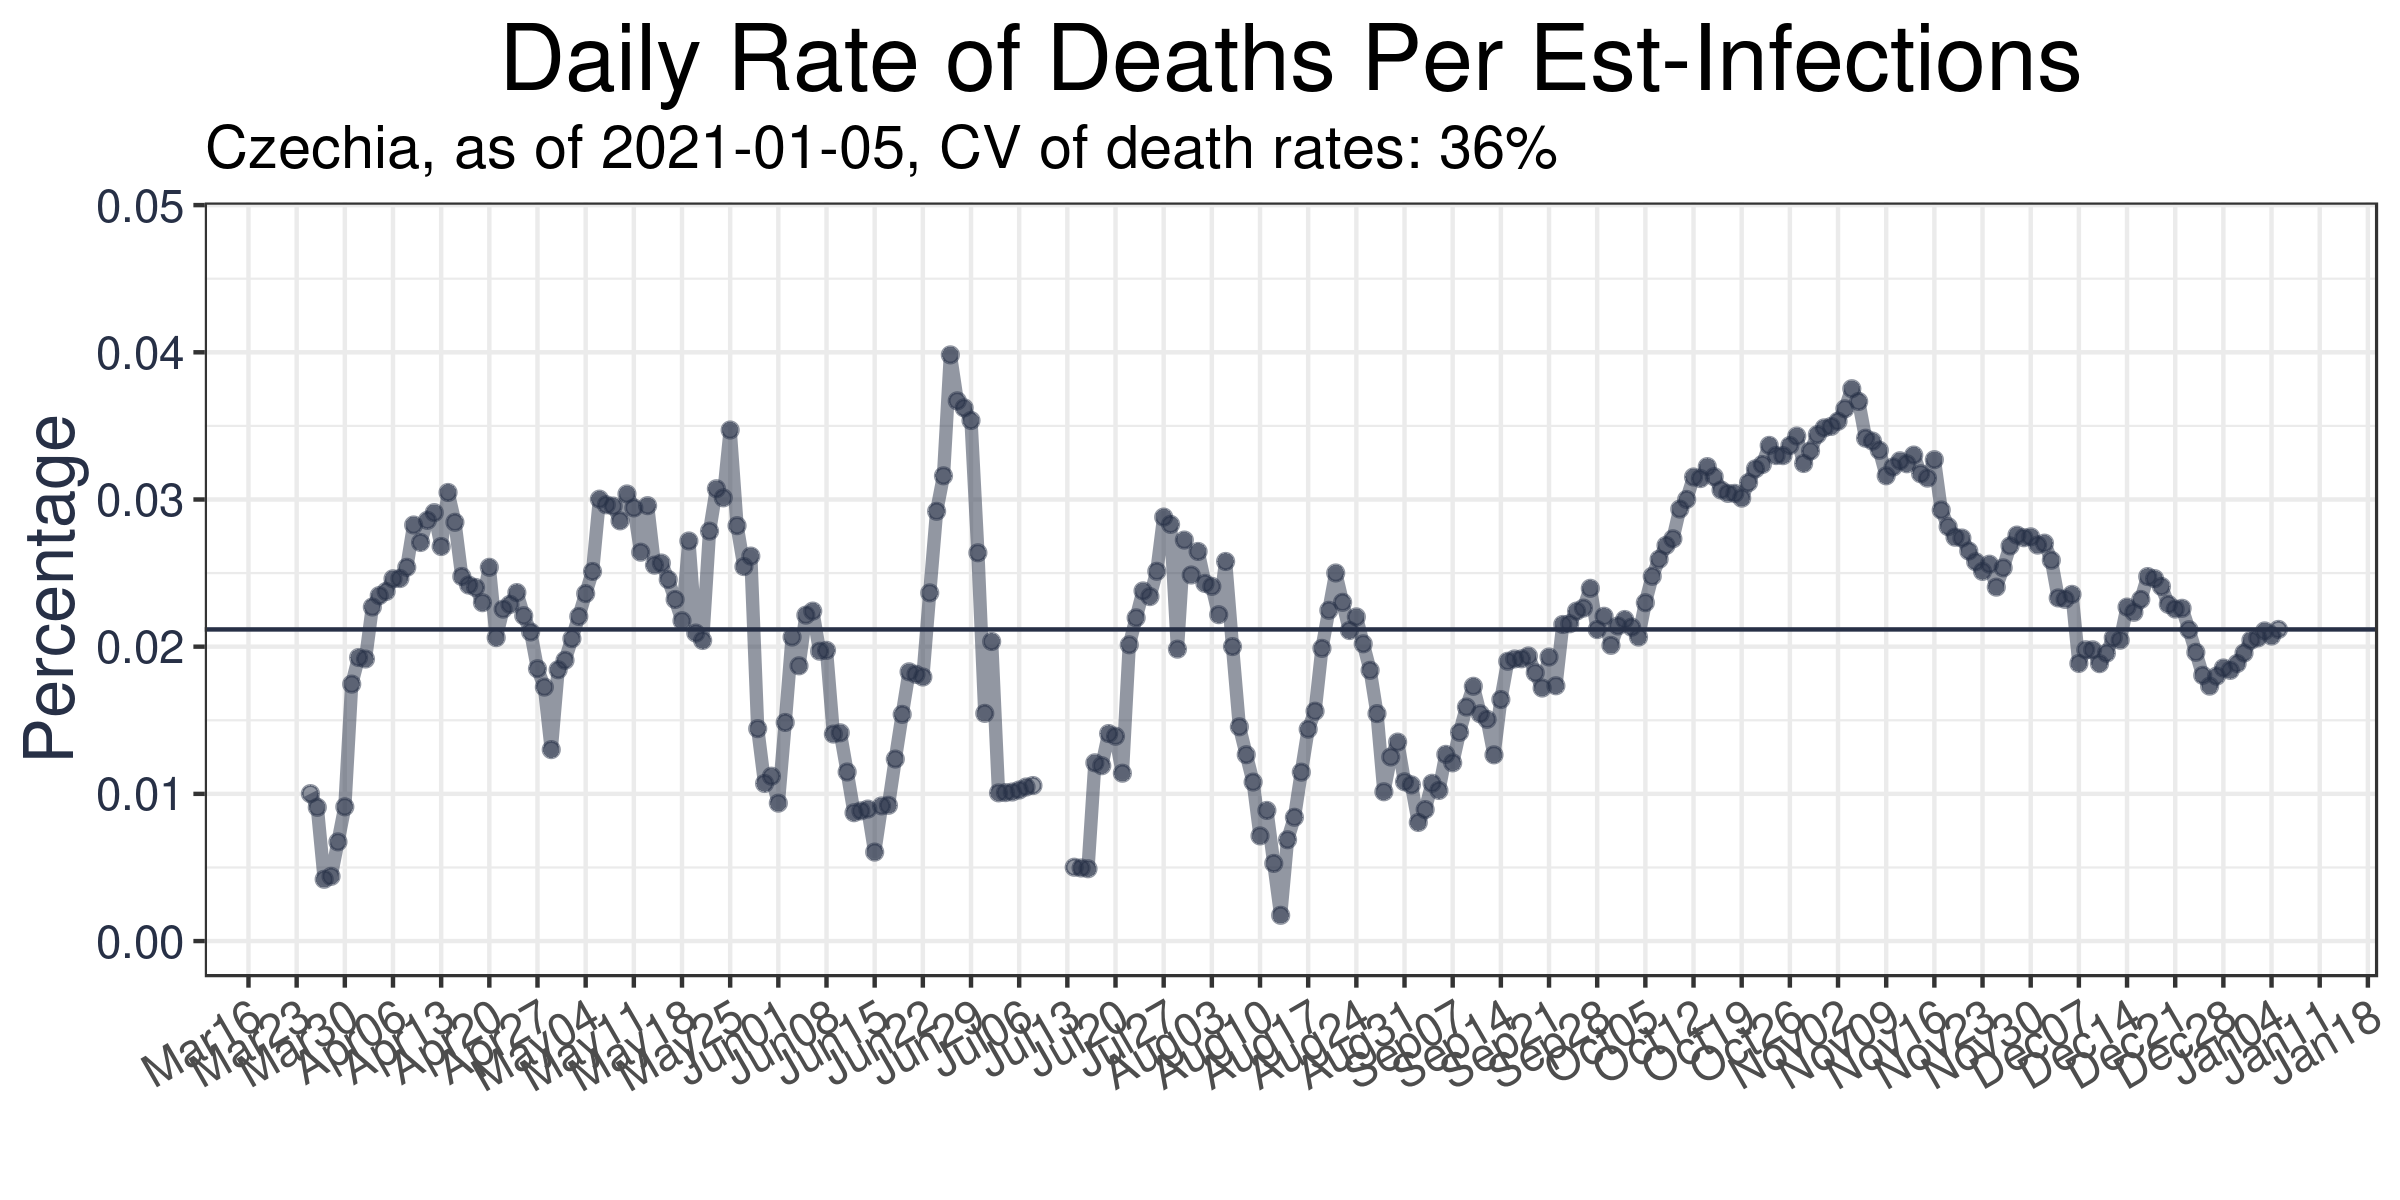 Daily Rate of Deaths Per Est-Infections
Czechia, as of 2021-01-05, CV of death rates: 36%
Percentage
0.05
0.04
0.03
0.02
0.01
0.00
Mar16
Mar23
Mar30
Apr06
Apr13
Apr20
Apr27
May04
May11
May18
May25
Jun01
Jun08
Jun15
Jun22
Jun29
Jul06
Jul13
Jul20
Jul27
Aug03
Aug10
Aug17
Aug24
Aug31
Sep07
Sep14
Sep21
Sep28
Oct05
Oct12
Oct19
Oct26
Nov02
Nov09
Nov16
Nov23
Nov30
Dec07
Dec14
Dec21
Dec28
Jan04
Jan11
Jan18